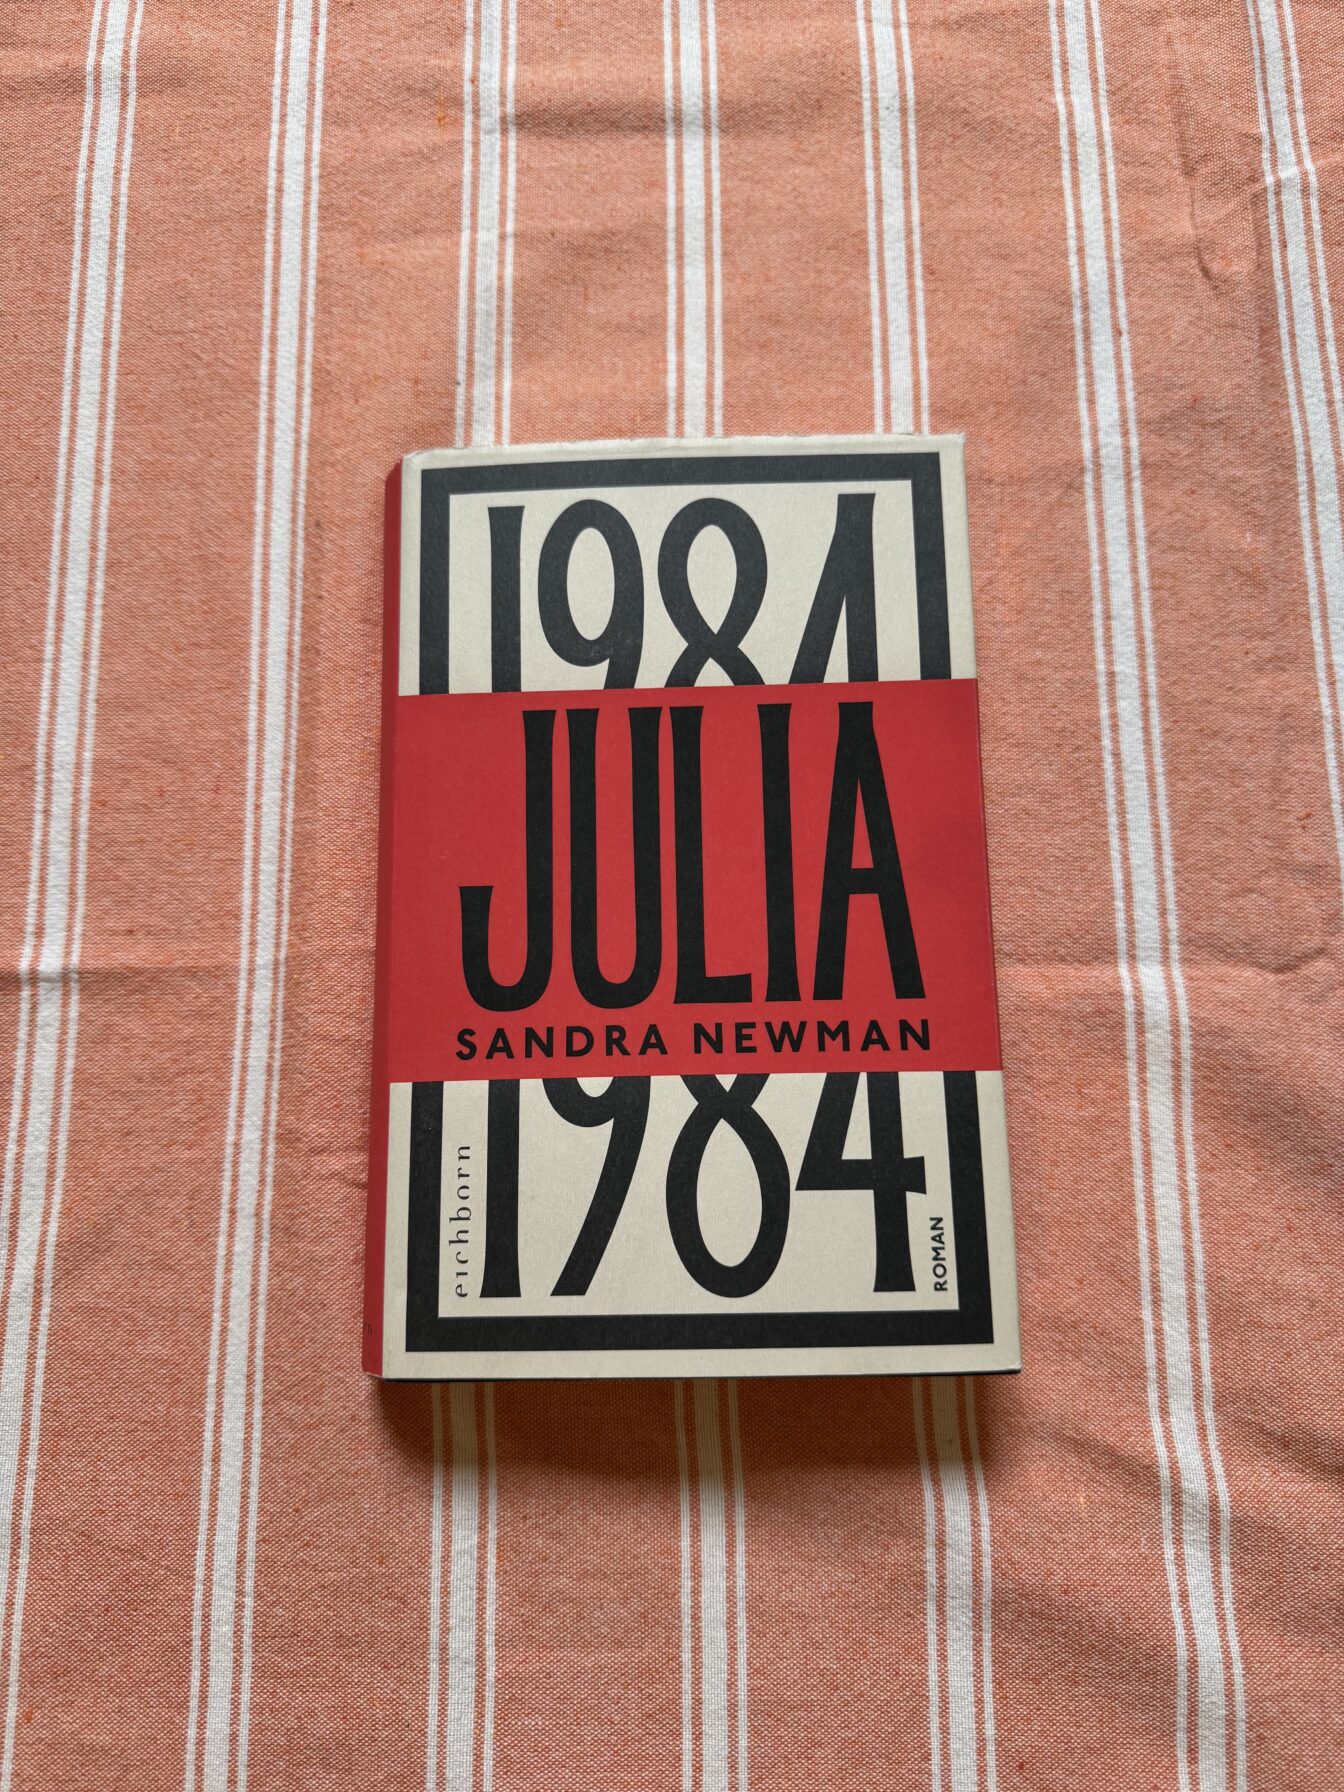 1984
JULIA
SANDRA NEWMAN
1984
eichborn
ROMAN